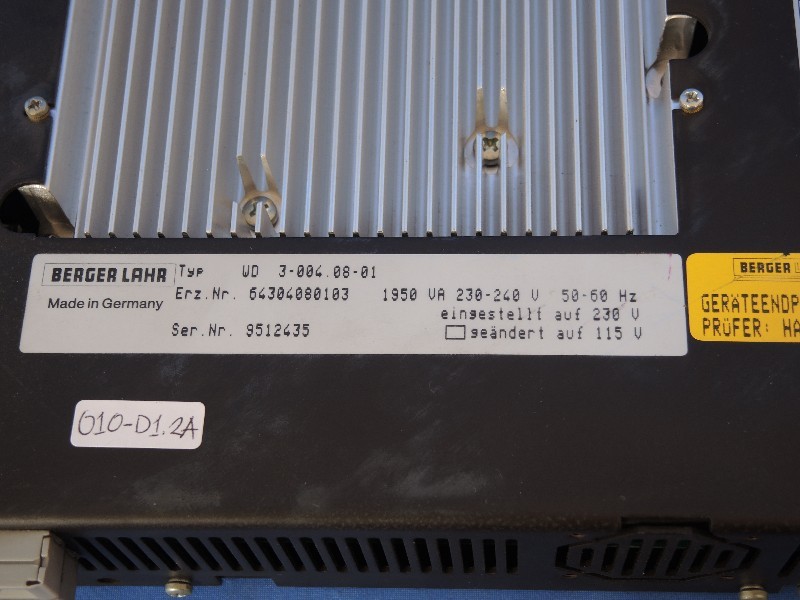 BERGER LAHR
Made in Germany
Typ WD 3-004.08-01
Erz.Nr. 64304080103 1950 VA 230-240 V 50-60 Hz
eingestellt auf 230 V
Ser.Nr. 9512435 geändert auf 115 V
BERGER
GERÄTEENDP
PRÜFER: HA
010-D1.2A